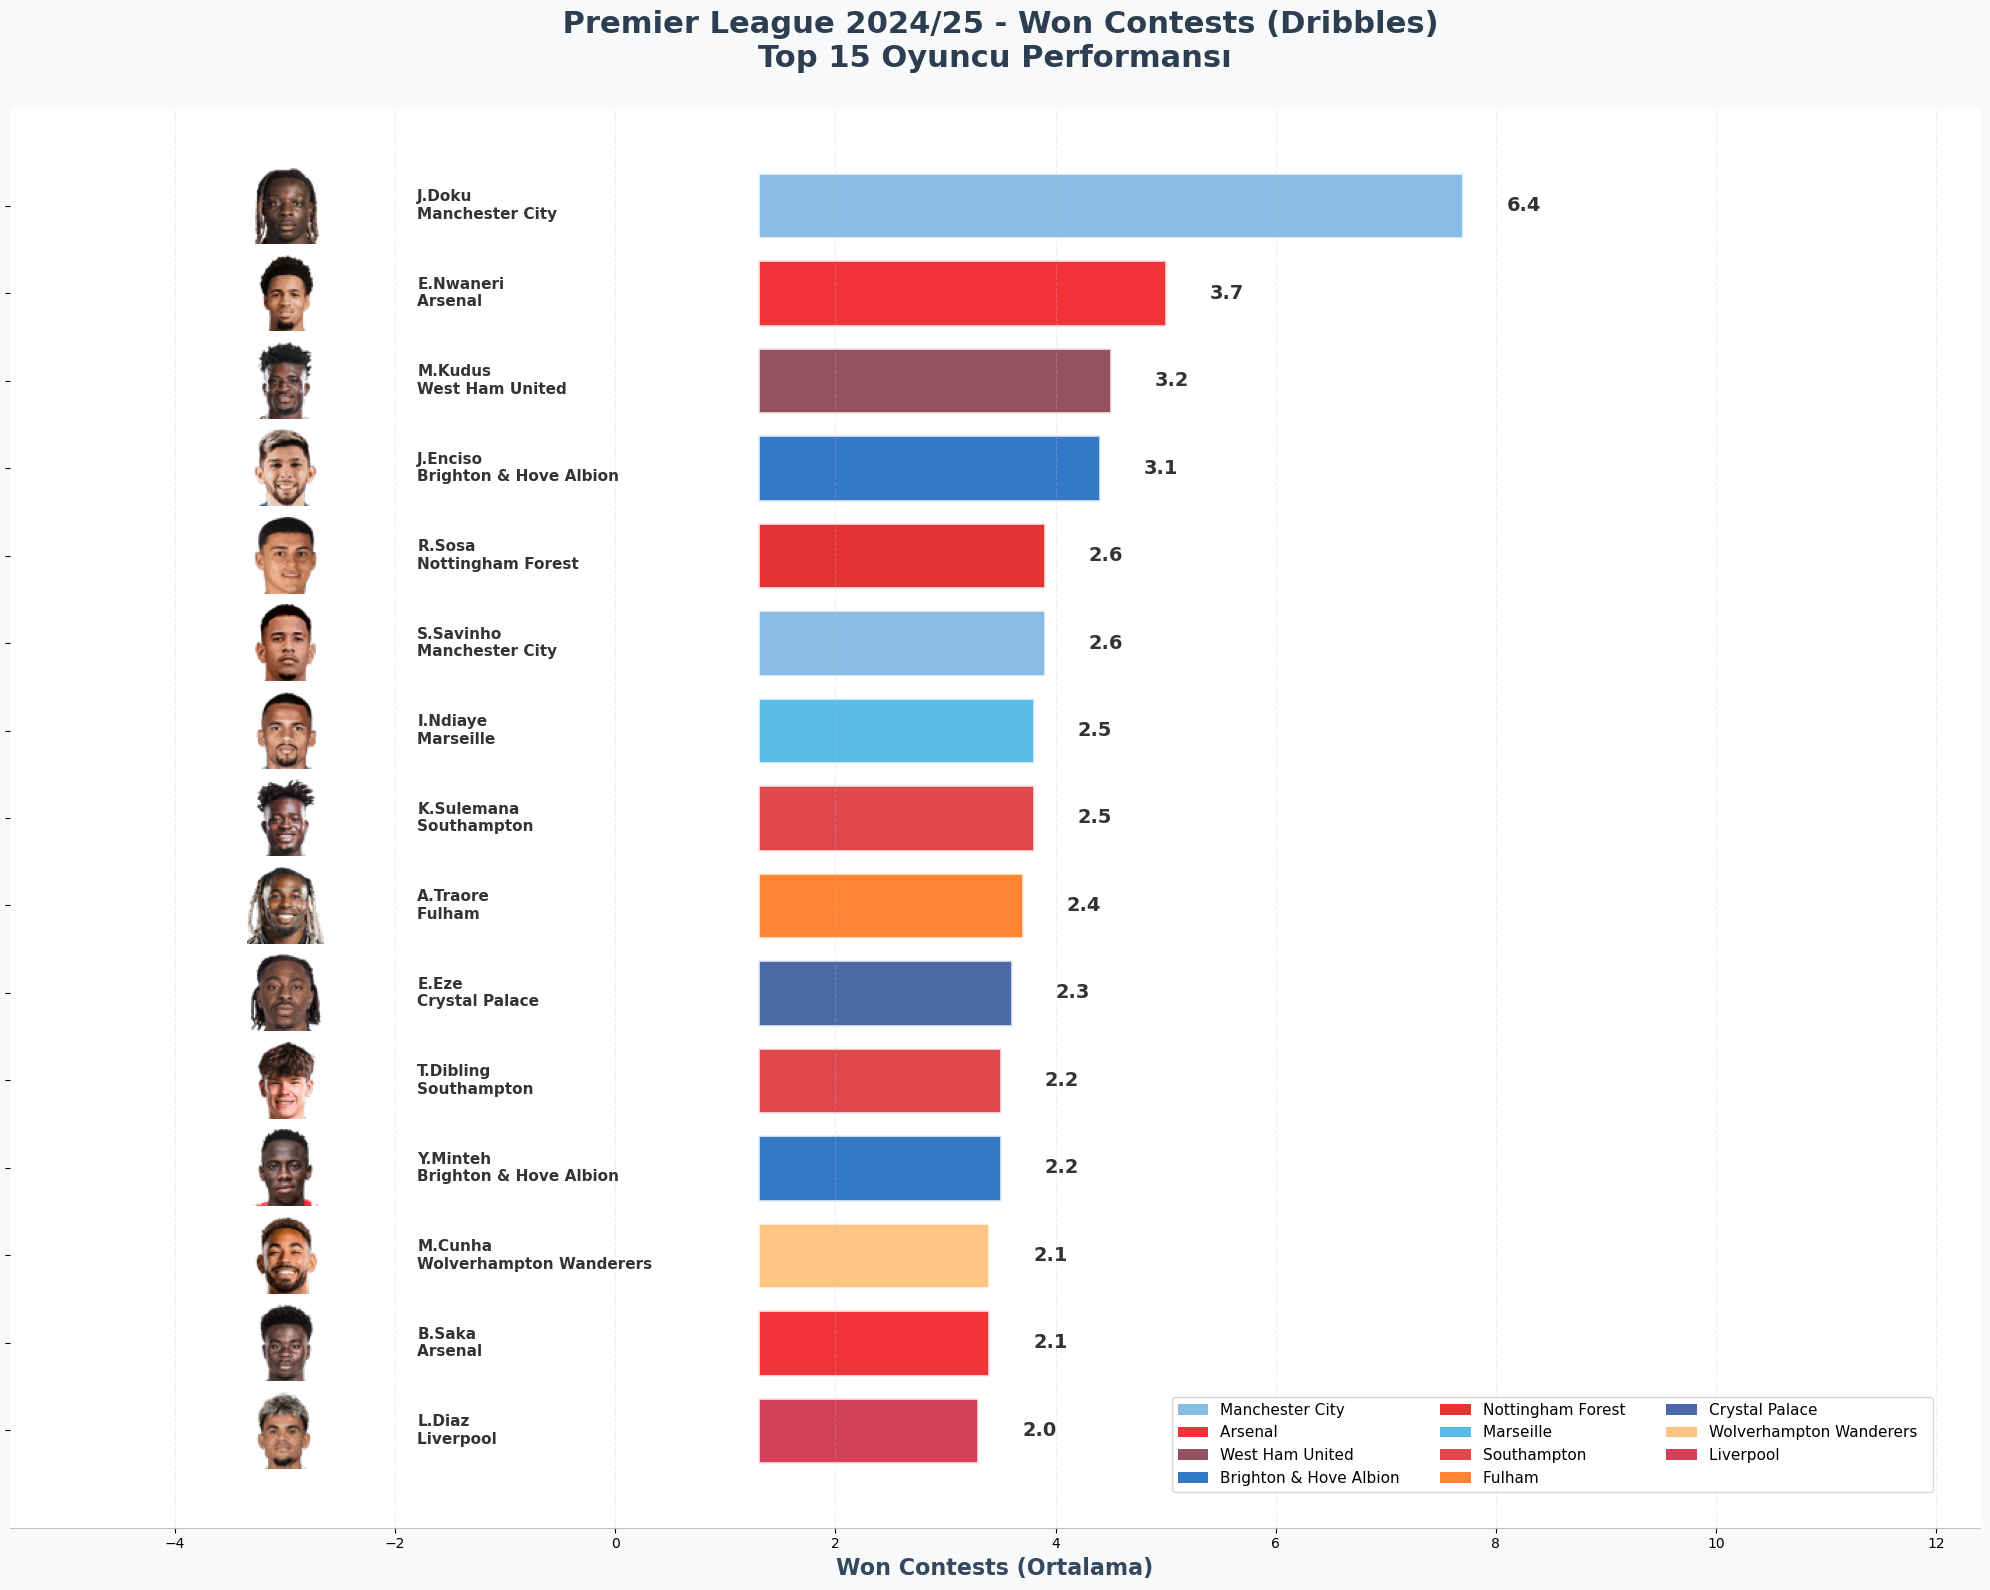 Premier League 2024/25 - Won Contests (Dribbles)
Top 15 Oyuncu Performansı
J.Doku
Manchester City
6.4
E.Nwaneri
Arsenal
3.7
M.Kudus
West Ham United
3.2
J.Enciso
Brighton & Hove Albion
3.1
R.Sosa
Nottingham Forest
2.6
S.Savinho
Manchester City
2.6
I.Ndiaye
Marseille
2.5
K.Sulemana
Southampton
2.5
A.Traore
Fulham
2.4
E.Eze
Crystal Palace
2.3
T.Dibling
Southampton
2.2
Y.Minteh
Brighton & Hove Albion
2.2
M.Cunha
Wolverhampton Wanderers
2.1
B.Saka
Arsenal
2.1
L.Diaz
Liverpool
2.0
Manchester City
Arsenal
West Ham United
Brighton & Hove Albion
Nottingham Forest
Marseille
Southampton
Fulham
Crystal Palace
Wolverhampton Wanderers
Liverpool
−4 −2 0 2 4 6 8 10 12
Won Contests (Ortalama)